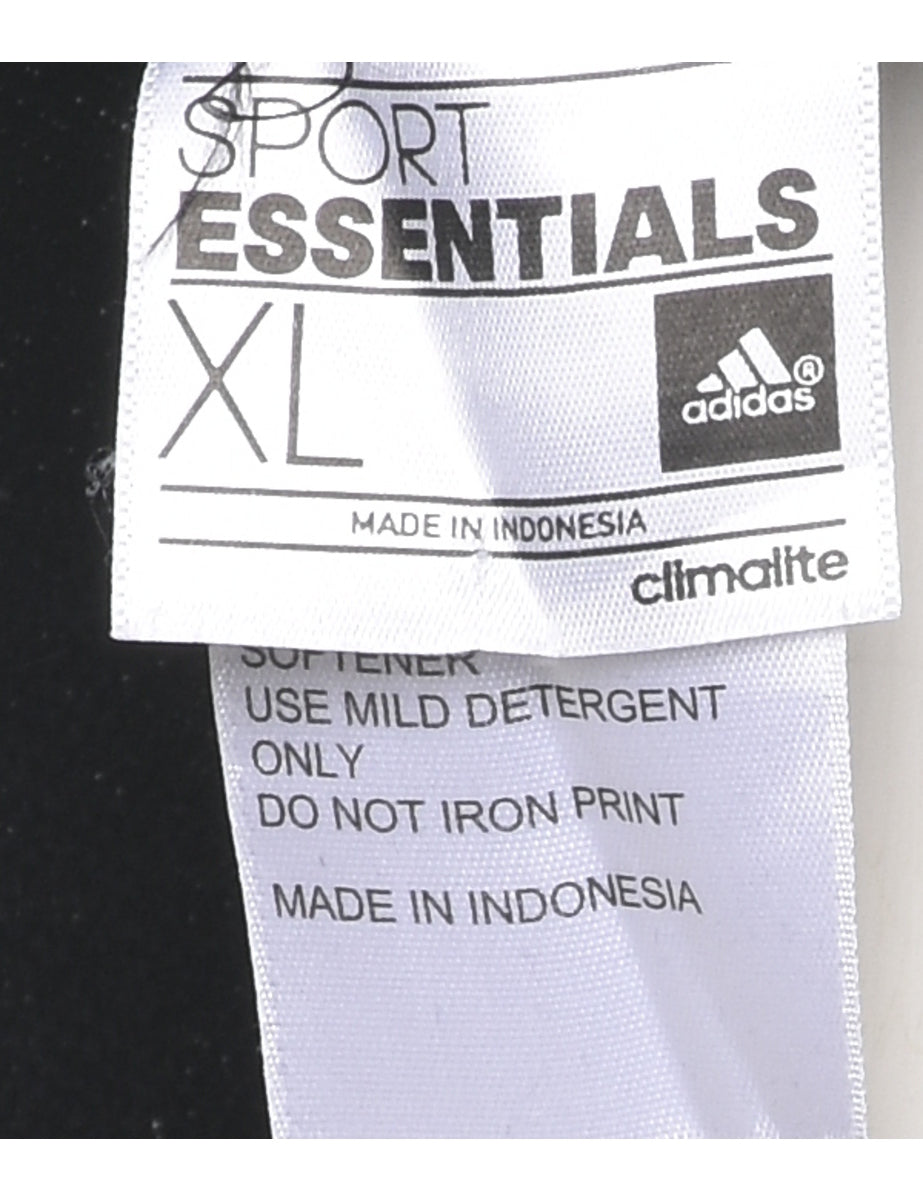 SPORT
ESSENTIALS
XL
adidas®
MADE IN INDONESIA
climalite
SOFTENER
USE MILD DETERGENT
ONLY
DO NOT IRON PRINT
MADE IN INDONESIA